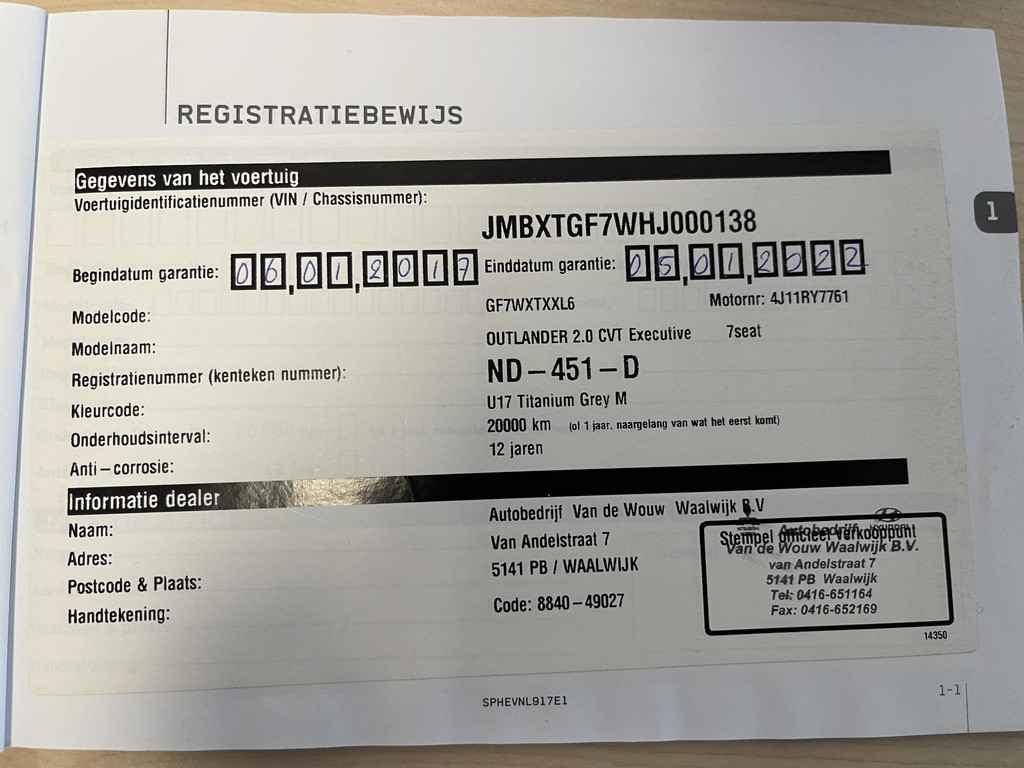 REGISTRATIEBEWIJS
Gegevens van het voertuig
Voertuigidentificatienummer (VIN / Chassisnummer):
JMBXTGF7WHJ000138
Begindatum garantie: 06,01,2017 Einddatum garantie: 05,01,2022
Modelcode: GF7WXTXXL6 Motornr: 4J11RY7761
Modelnaam: OUTLANDER 2.0 CVT Executive 7seat
Registratienummer (kenteken nummer): ND-451-D
Kleurcode: U17 Titanium Grey M
Onderhoudsinterval: 20000 km (of 1 jaar. naargelang van wat het eerst komt)
Anti-corrosie: 12 jaren
Informatie dealer
Naam: Autobedrijf Van de Wouw Waalwijk B.V
Adres: Van Andelstraat 7
Postcode & Plaats: 5141 PB / WAALWIJK
Handtekening: Code: 8840-49027
Stempel officieel verkooppunt
Autobedrijf HYUNDAI
Van de Wouw Waalwijk B.V.
van Andelstraat 7
5141 PB Waalwijk
Tel: 0416-651164
Fax: 0416-652169
14350
SPHEVNL917E1
1-1
1